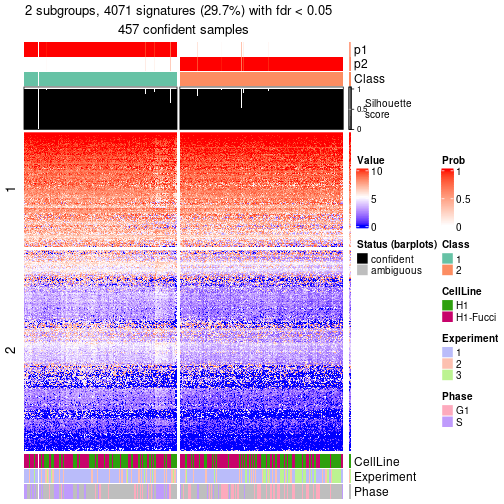 2 subgroups, 4071 signatures (29.7%) with fdr < 0.05
457 confident samples
p1
p2
Class
1
0.5
0
Silhouette
score
1
2
Value
10
5
0
Prob
1
0.5
0
Status (barplots)
confident
ambiguous
Class
1
2
CellLine
H1
H1-Fucci
Experiment
1
2
3
Phase
G1
S
CellLine
Experiment
Phase